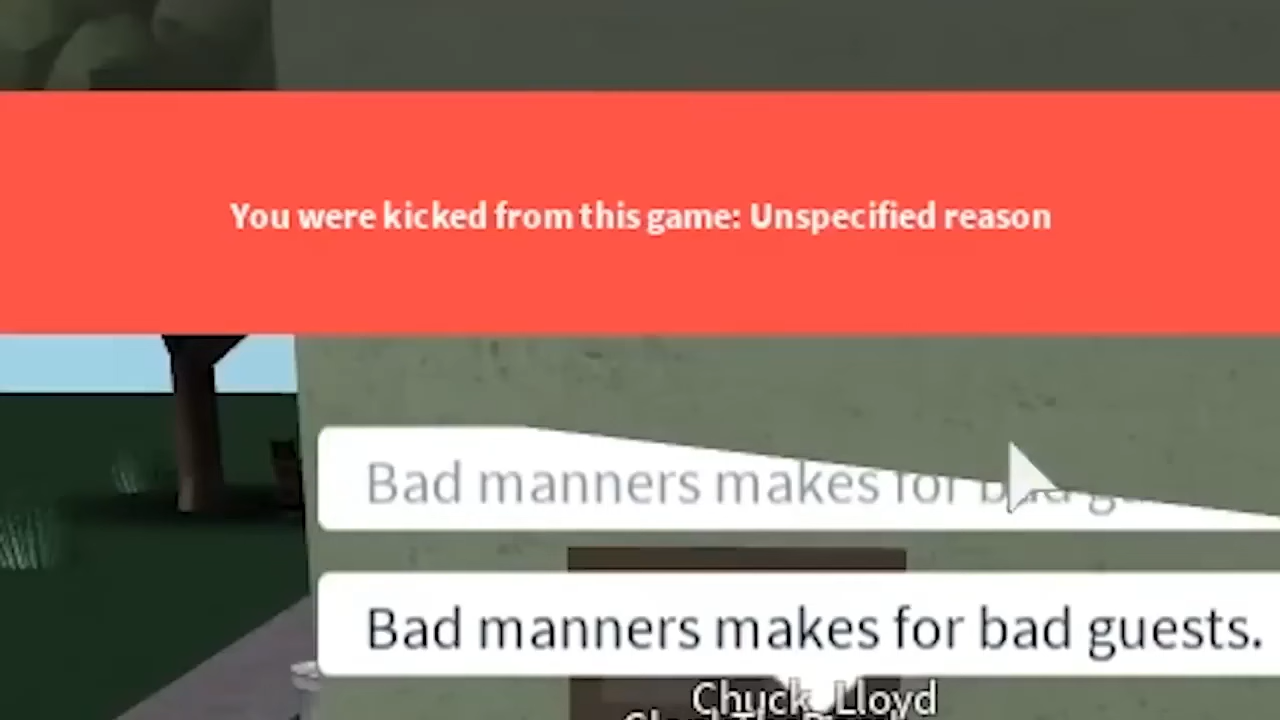 You were kicked from this game: Unspecified reason
Bad manners makes for bad
Bad manners makes for bad guests.
Chuck_Lloyd